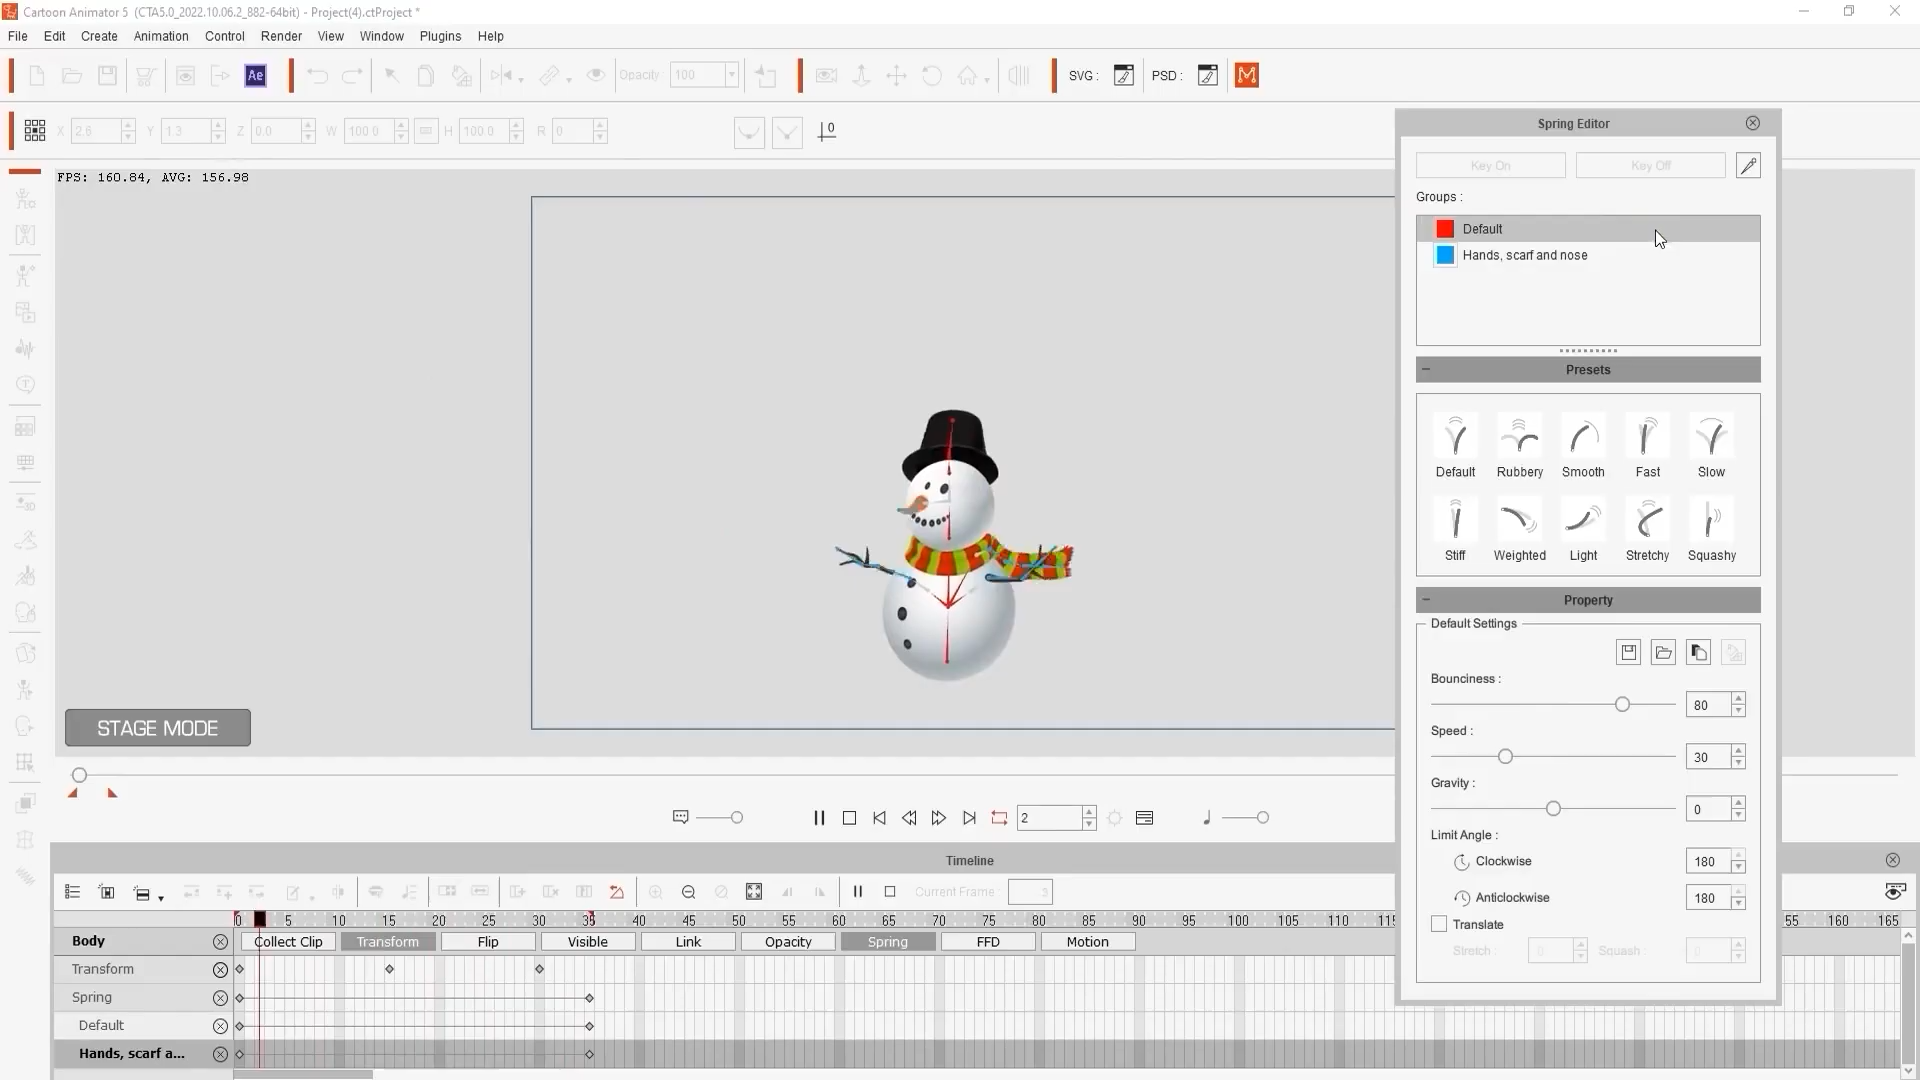 Cartoon Animator 5 (CTA5.0_2022.10.06.2_882-64bit) - Project(4).ctProject *
File Edit Create Animation Control Render View Window Plugins Help
Ae Opacity 100 SVG : PSD :
X 2.6 Y 1.3 Z 0.0 W 100.0 H 100.0 R 0 0
FPS: 160.84, AVG: 156.98
STAGE MODE
Spring Editor
Key On Key Off
Groups :
Default
Hands, scarf and nose
Presets
Default Rubbery Smooth Fast Slow
Stiff Weighted Light Stretchy Squashy
Property
Default Settings
Bounciness :
80
Speed :
30
Gravity :
0
Limit Angle :
Clockwise 180
Anticlockwise 180
Translate
Stretch : 0 Squash : 0
2
Timeline
Current Frame : 3
0 5 10 15 20 25 30 35 40 45 50 55 60 65 70 75 80 85 90 95 100 105 110 115 55 160 165
Body Collect Clip Transform Flip Visible Link Opacity Spring FFD Motion
Transform
Spring
Default
Hands, scarf a...